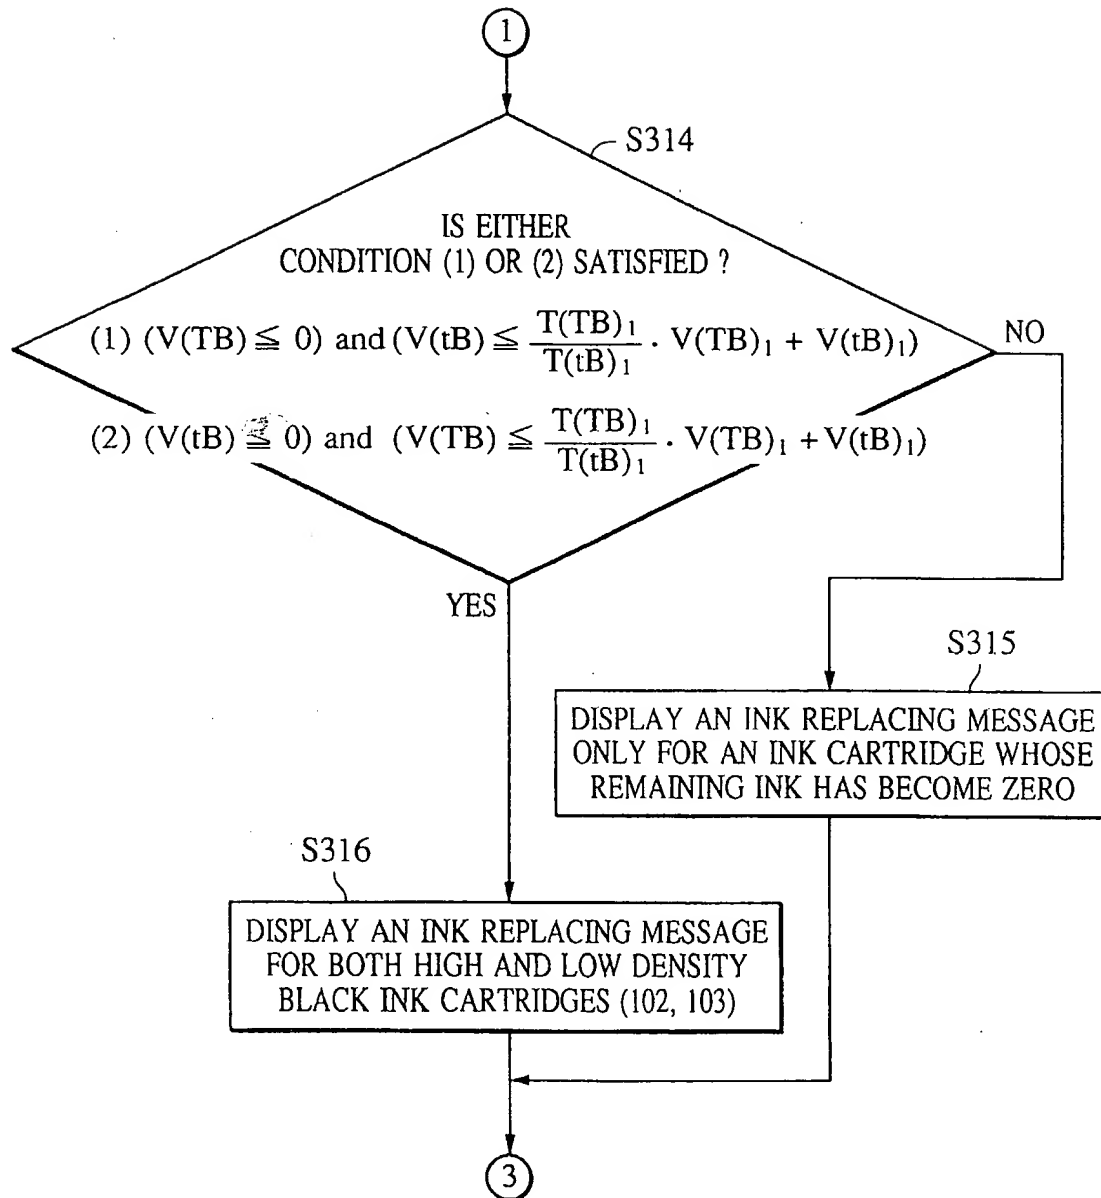 1
S314
IS EITHER
CONDITION (1) OR (2) SATISFIED ?
(1) (V(TB) ≦ 0) and (V(tB) ≦ T(TB)₁/T(tB)₁ · V(TB)₁ + V(tB)₁)
NO
(2) (V(tB) ≦ 0) and (V(TB) ≦ T(TB)₁/T(tB)₁ · V(TB)₁ + V(tB)₁)
YES
S315
DISPLAY AN INK REPLACING MESSAGE
ONLY FOR AN INK CARTRIDGE WHOSE
REMAINING INK HAS BECOME ZERO
S316
DISPLAY AN INK REPLACING MESSAGE
FOR BOTH HIGH AND LOW DENSITY
BLACK INK CARTRIDGES (102, 103)
3